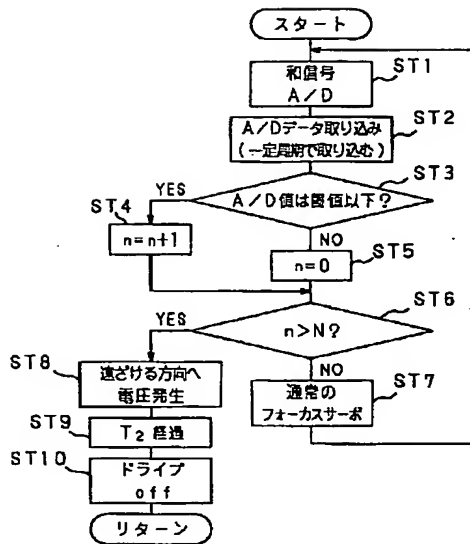 スタート
和信号
A/D
ST1
A/Dデータ取り込み
(一定周期で取り込む)
ST2
A/D値は閾値以下?
ST3
YES
ST4
n=n+1
NO
n=0
ST5
n>N?
ST6
YES
ST8
遠ざける方向へ
電圧発生
NO
通常の
フォーカスサーボ
ST7
ST9
T₂経過
ST10
ドライブ
off
リターン